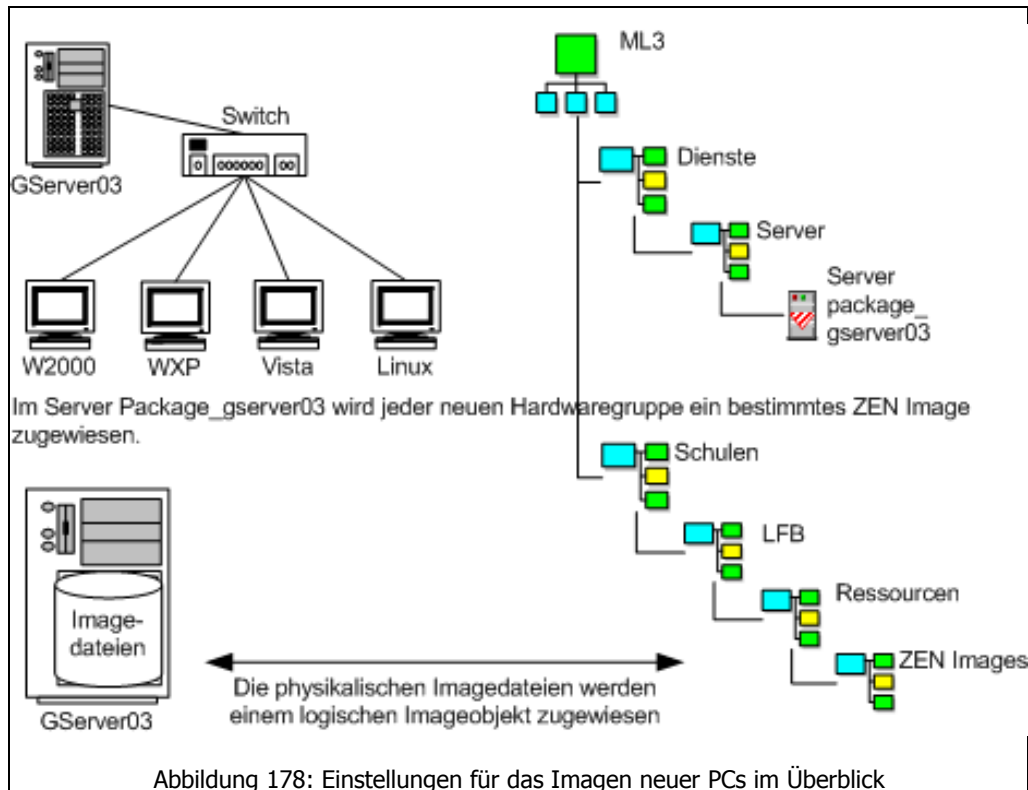 ML3
Switch
GServer03
Dienste
Server
Server
package_
gserver03
W2000
WXP
Vista
Linux
Im Server Package_gserver03 wird jeder neuen Hardwaregruppe ein bestimmtes ZEN Image
zugewiesen.
Schulen
LFB
Ressourcen
ZEN Images
Image-
dateien
GServer03
Die physikalischen Imagedateien werden
einem logischen Imageobjekt zugewiesen
Abbildung 178: Einstellungen für das Imagen neuer PCs im Überblick